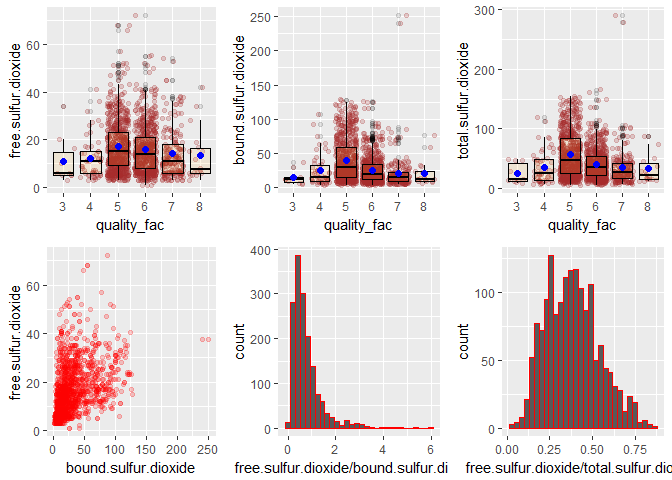 free.sulfur.dioxide
60
40
20
0
3 4 5 6 7 8
quality_fac
bound.sulfur.dioxide
250
200
150
100
50
0
3 4 5 6 7 8
quality_fac
total.sulfur.dioxide
300
200
100
0
3 4 5 6 7 8
quality_fac
free.sulfur.dioxide
60
40
20
0
0 50 100 150 200 250
bound.sulfur.dioxide
count
400
300
200
100
0
0 2 4 6
free.sulfur.dioxide/bound.sulfur.di
count
100
50
0
0.00 0.25 0.50 0.75
free.sulfur.dioxide/total.sulfur.diox